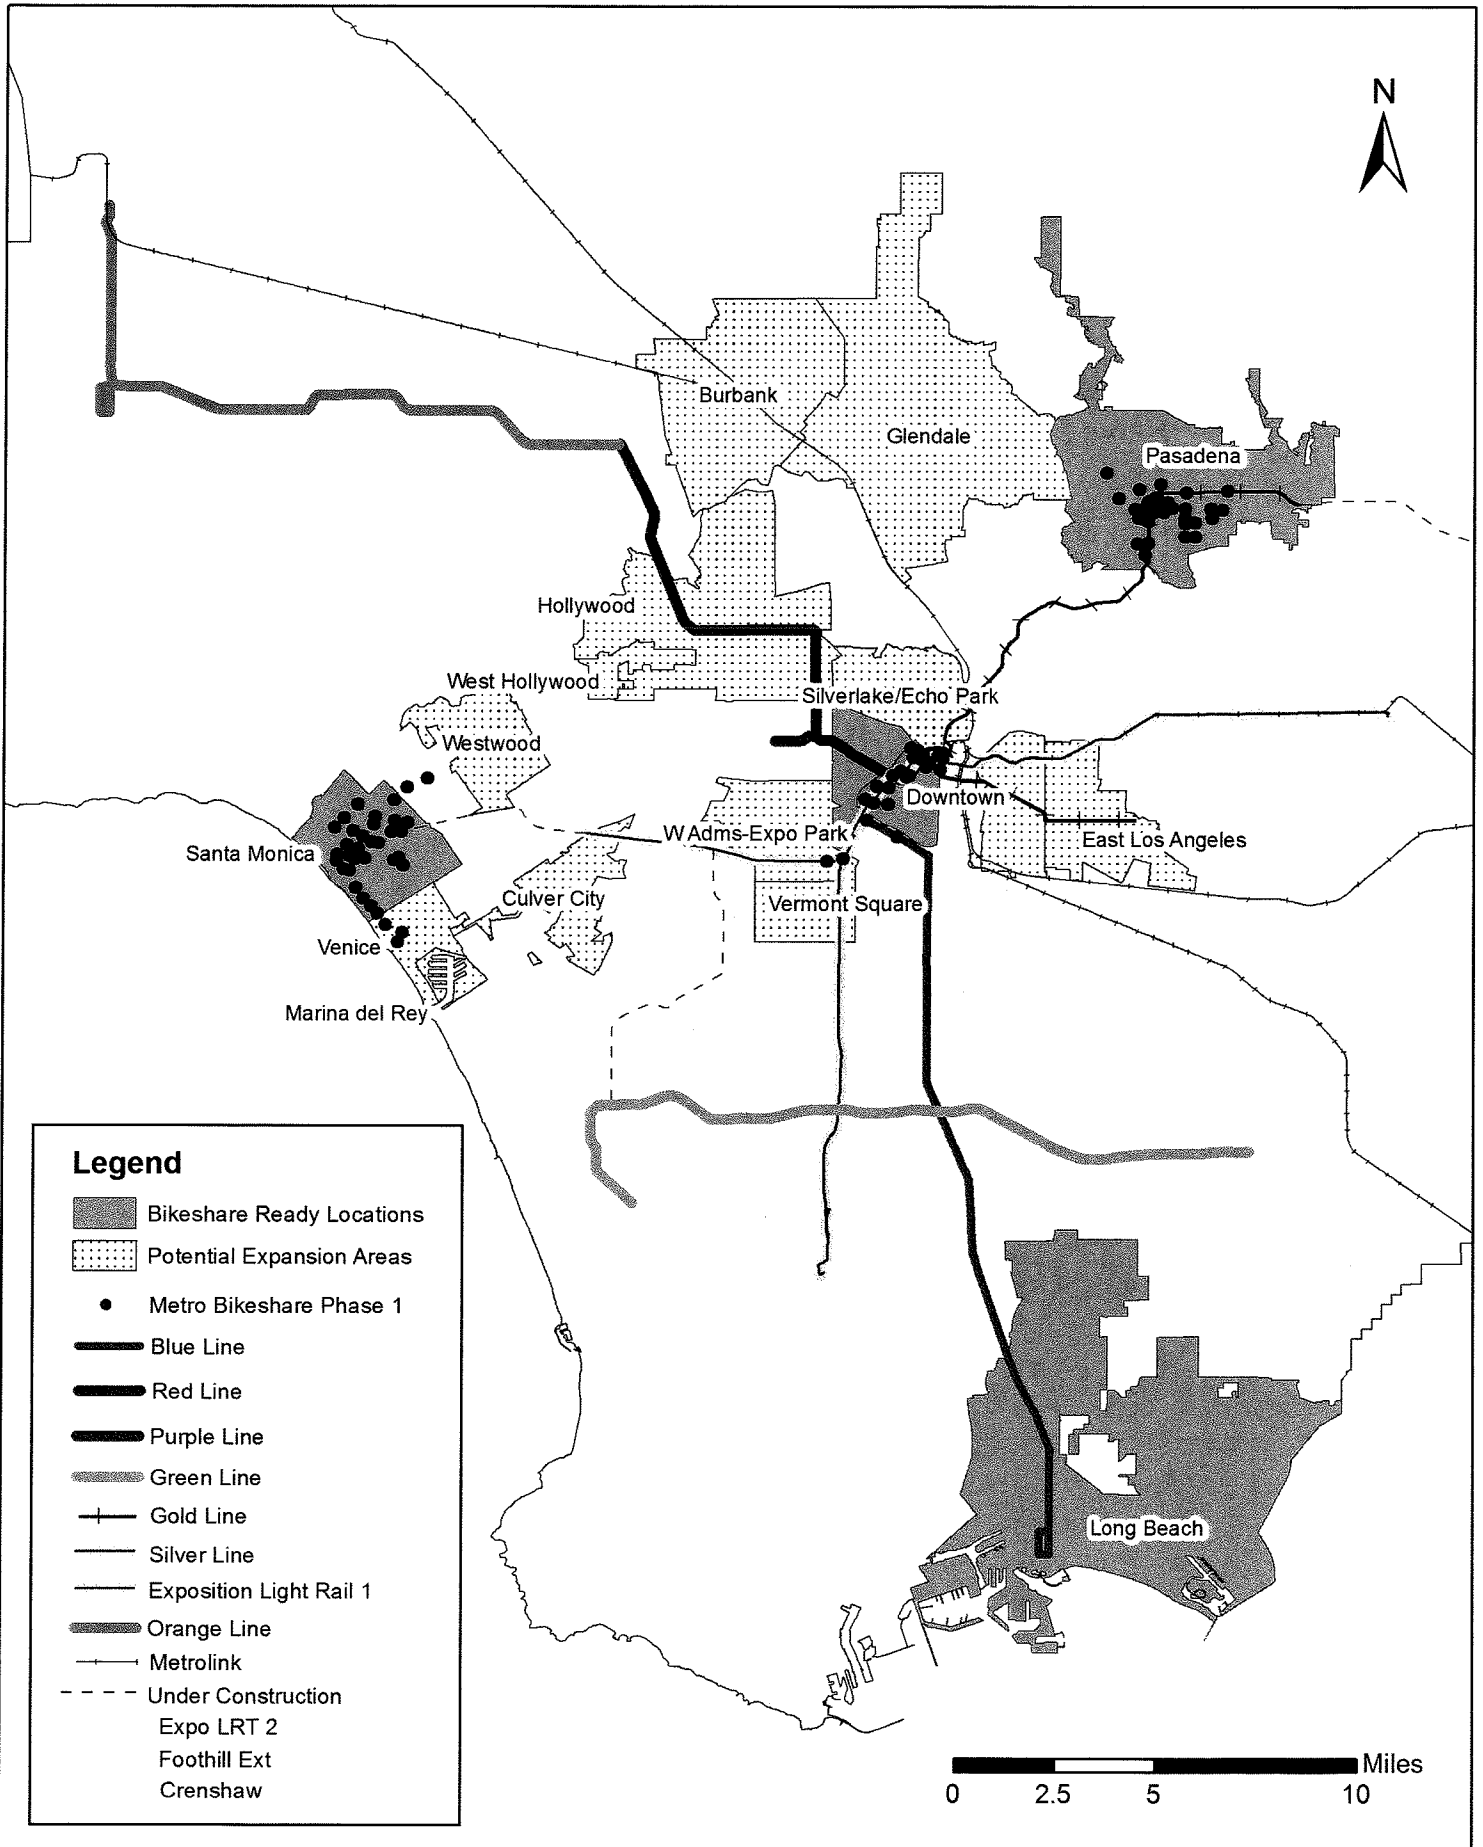 N
Burbank
Glendale
Pasadena
Hollywood
West Hollywood
Silverlake/Echo Park
Westwood
Downtown
W Adms-Expo Park
East Los Angeles
Santa Monica
Culver City
Vermont Square
Venice
Marina del Rey
Legend
Bikeshare Ready Locations
Potential Expansion Areas
Metro Bikeshare Phase 1
Blue Line
Red Line
Purple Line
Green Line
Gold Line
Silver Line
Exposition Light Rail 1
Orange Line
Metrolink
Under Construction
Expo LRT 2
Foothill Ext
Crenshaw
Long Beach
Miles
0 2.5 5 10